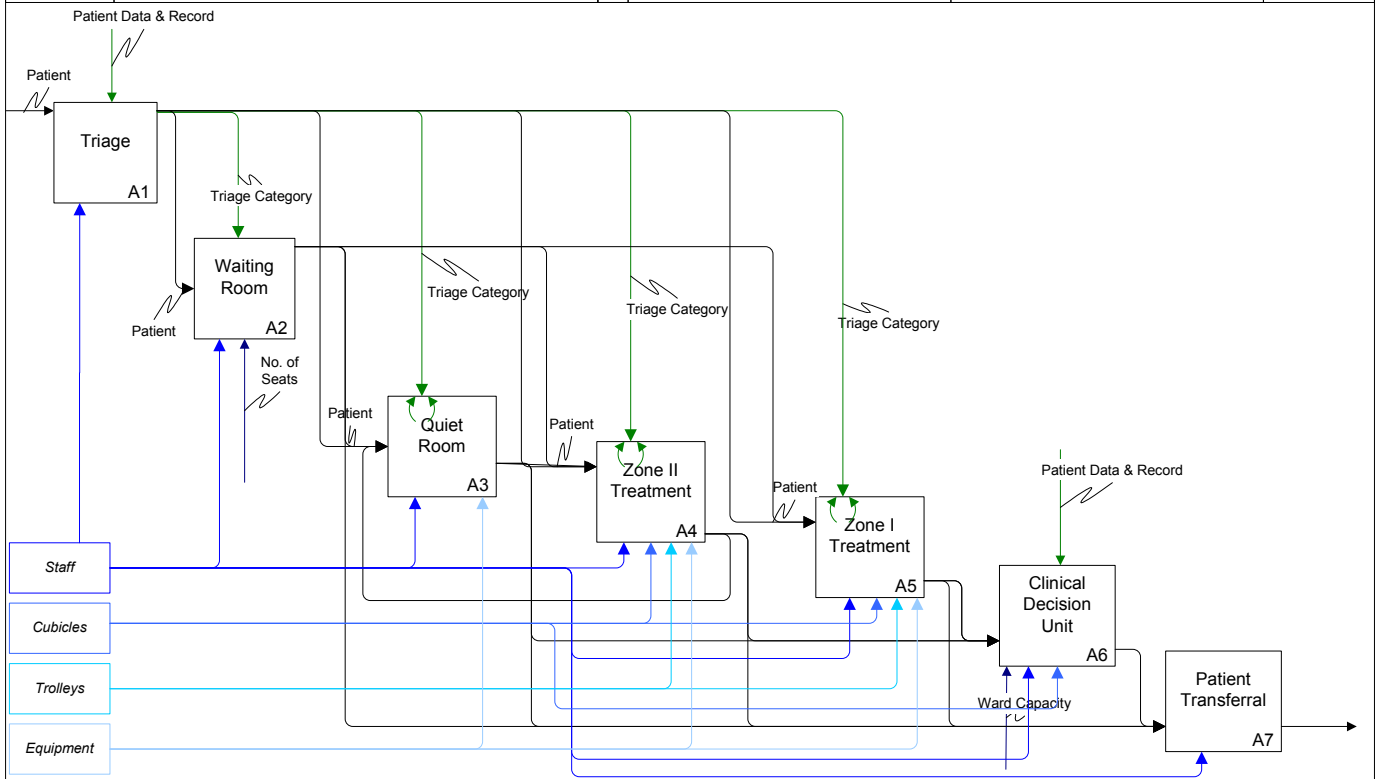 Patient Data & Record
Patient
Triage
A1
Triage Category
Waiting
Room
A2
Patient
No. of
Seats
Triage Category
Triage Category
Triage Category
Patient
Quiet
Room
A3
Patient
Zone II
Treatment
A4
Patient
Zone I
Treatment
A5
Patient Data & Record
Clinical
Decision
Unit
A6
Ward Capacity
Patient
Transferral
A7
Staff
Cubicles
Trolleys
Equipment